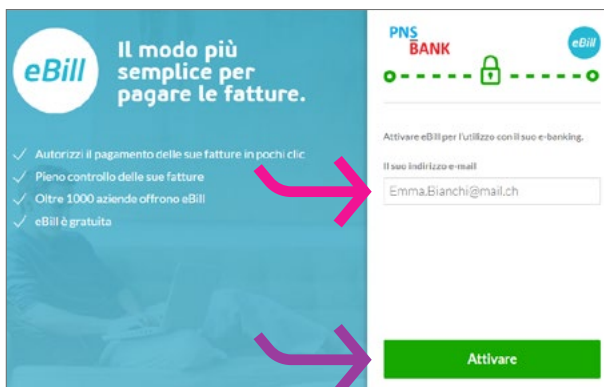 eBill
Il modo più
semplice per
pagare le fatture.
Autorizzi il pagamento delle sue fatture in pochi clic
Pieno controllo delle sue fatture
Oltre 1000 aziende offrono eBill
eBill è gratuita
PNS
BANK
eBill
Attivare eBill per l'utilizzo con il suo e-banking.
Il suo indirizzo e-mail
Emma.Bianchi@mail.ch
Attivare